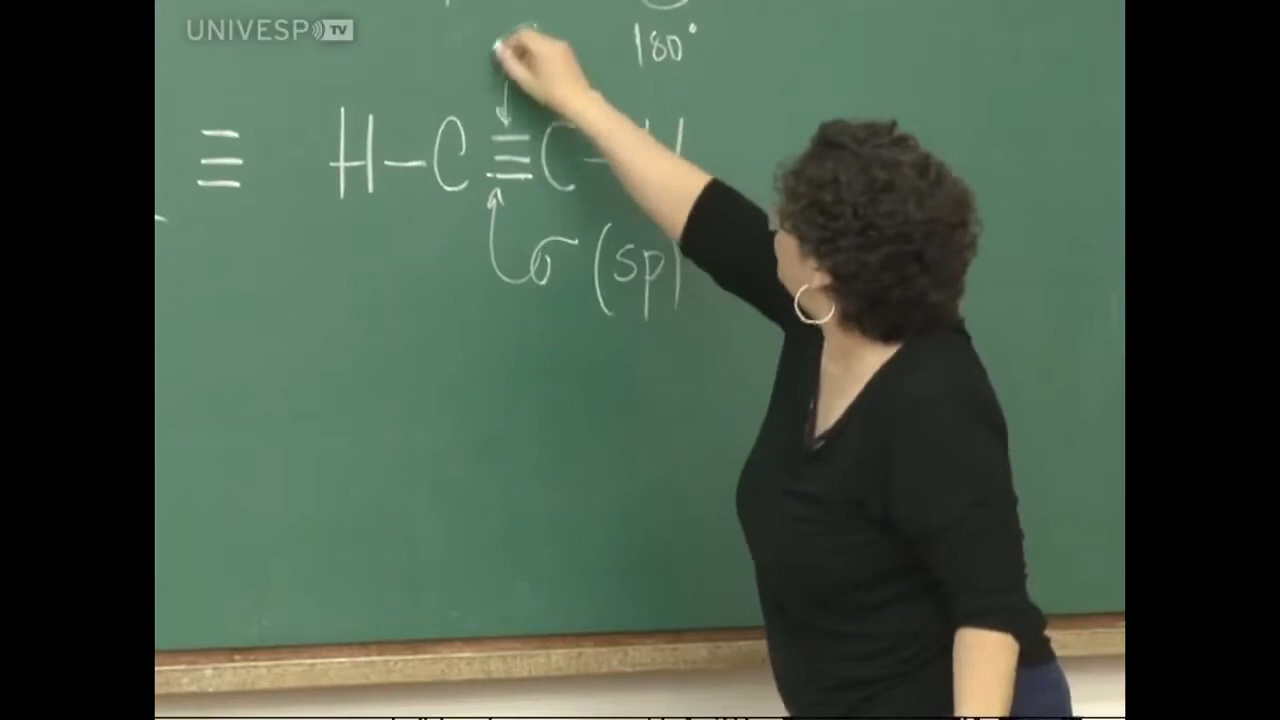 UNIVESP TV
180°
≡ H-C≡C-H
σ (sp)